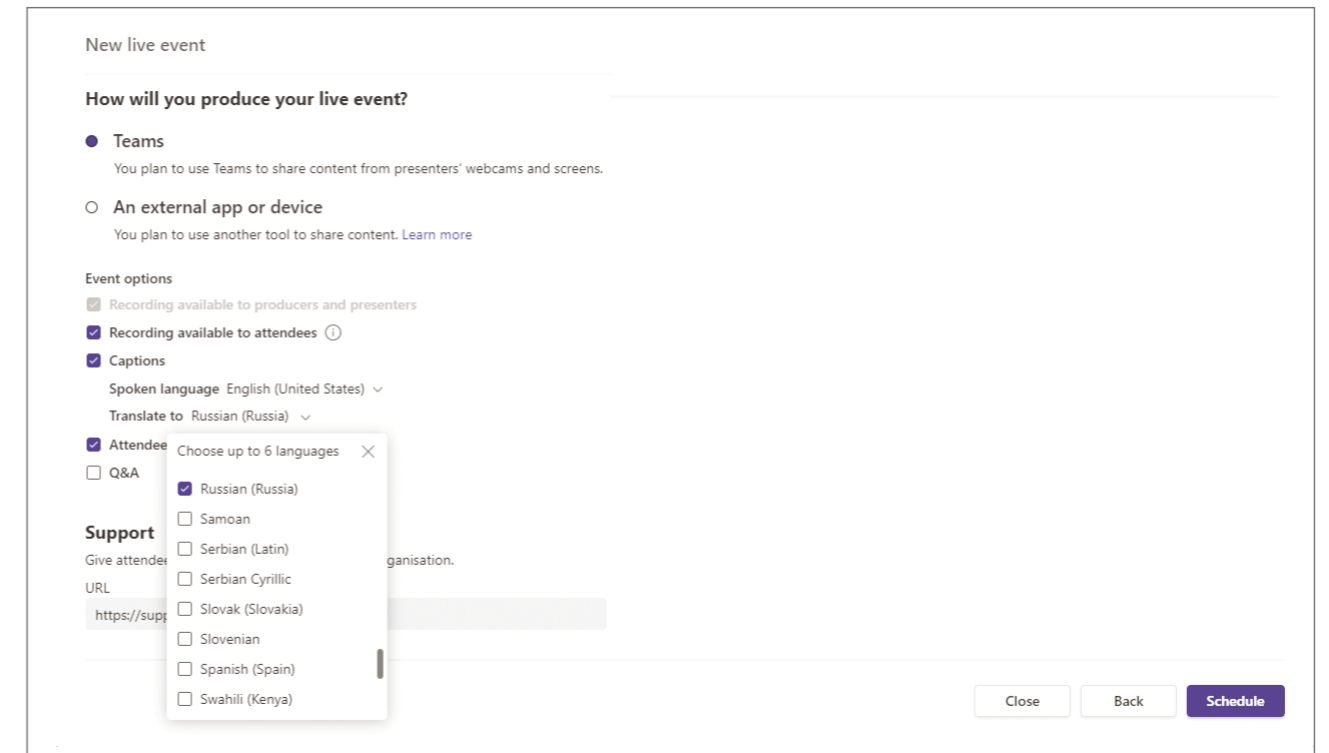 New live event
How will you produce your live event?
Teams
You plan to use Teams to share content from presenters' webcams and screens.
An external app or device
You plan to use another tool to share content. Learn more
Event options
Recording available to producers and presenters
Recording available to attendees
Captions
Spoken language English (United States)
Translate to Russian (Russia)
Attendee
Q&A
Choose up to 6 languages
Russian (Russia)
Samoan
Serbian (Latin)
Serbian Cyrillic
Slovak (Slovakia)
Slovenian
Spanish (Spain)
Swahili (Kenya)
Support
Give attendee ganisation.
URL
https://supp
Close Back Schedule